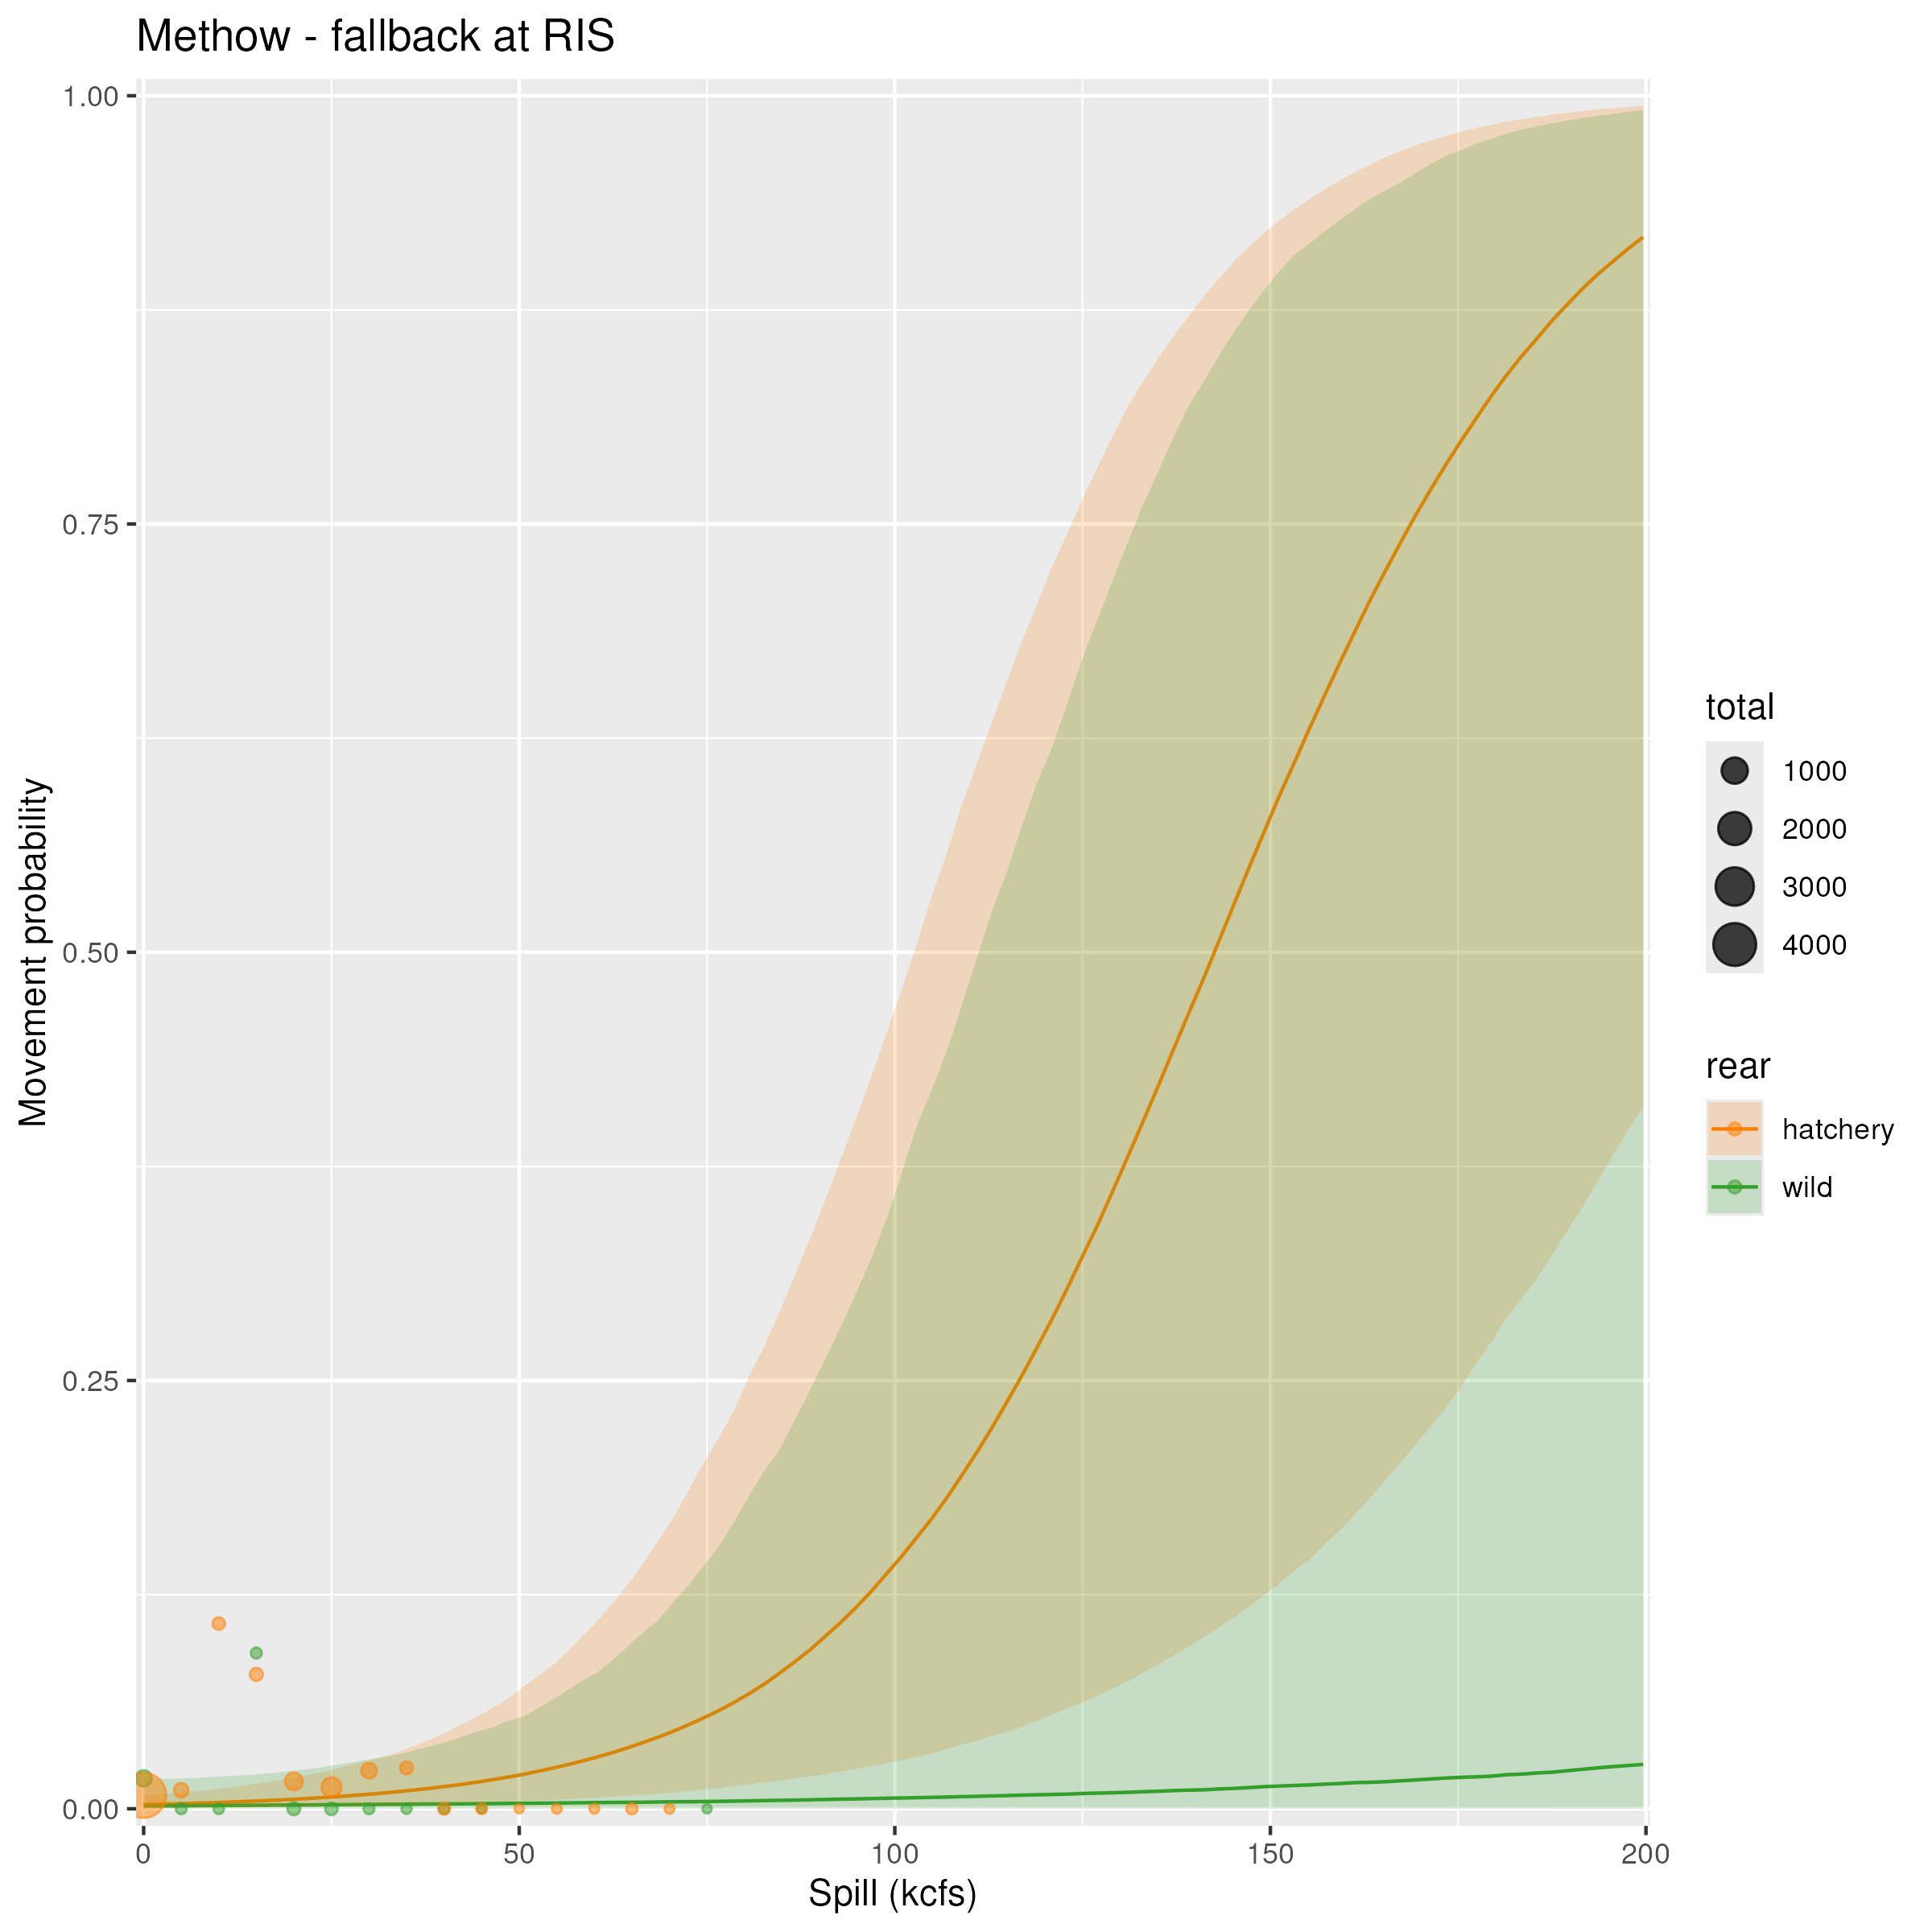 Methow - fallback at RIS
1.00
0.75
0.50
0.25
0.00
Movement probability
0
50
100
150
200
Spill (kcfs)
total
1000
2000
3000
4000
rear
hatchery
wild